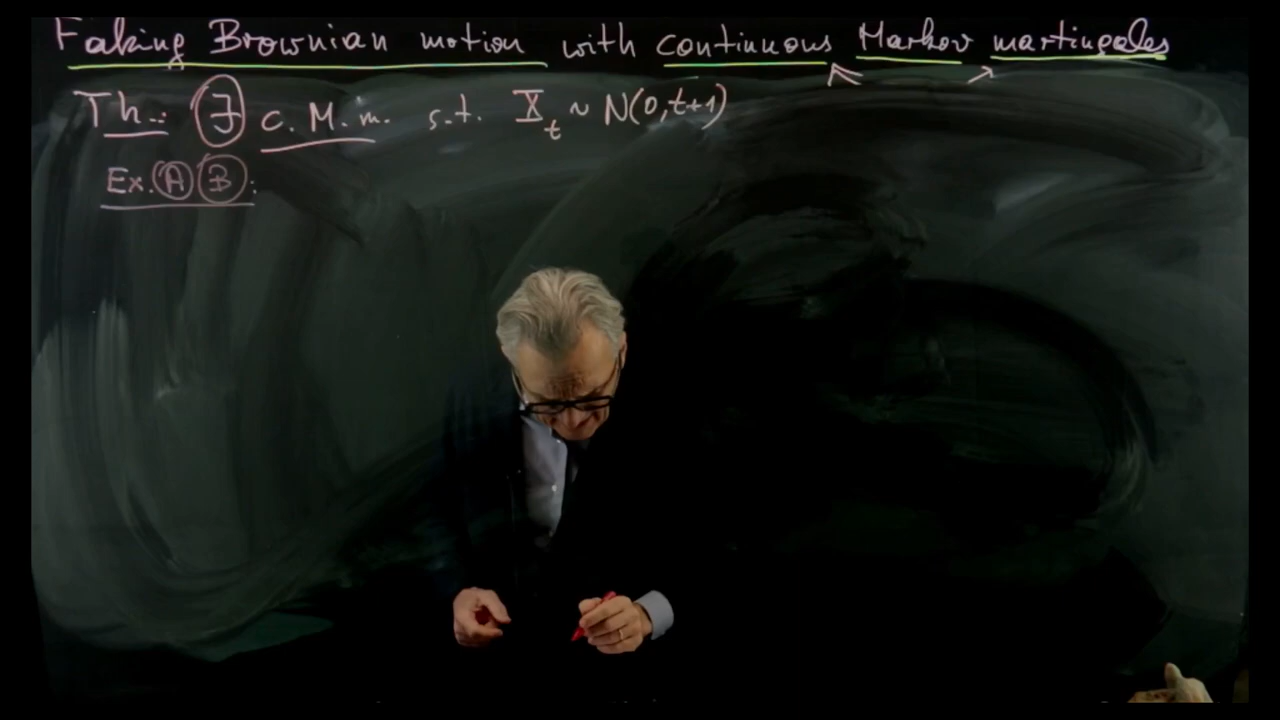 Faking Brownian motion with continuous Markov martingales
Th.: ∃ c. M. m. s.t. X_t ~ N(0,t+1)
Ex. A B :